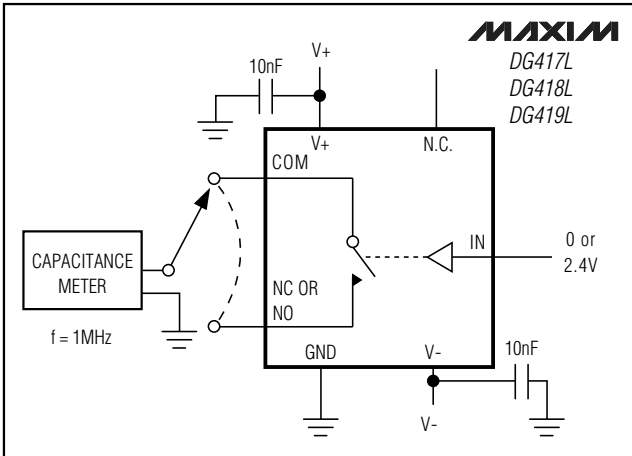 MAXIM
DG417L
DG418L
DG419L
V+
10nF
V+
N.C.
COM
IN
0 or
2.4V
CAPACITANCE
METER
NC OR
NO
f = 1MHz
GND
V-
10nF
V-